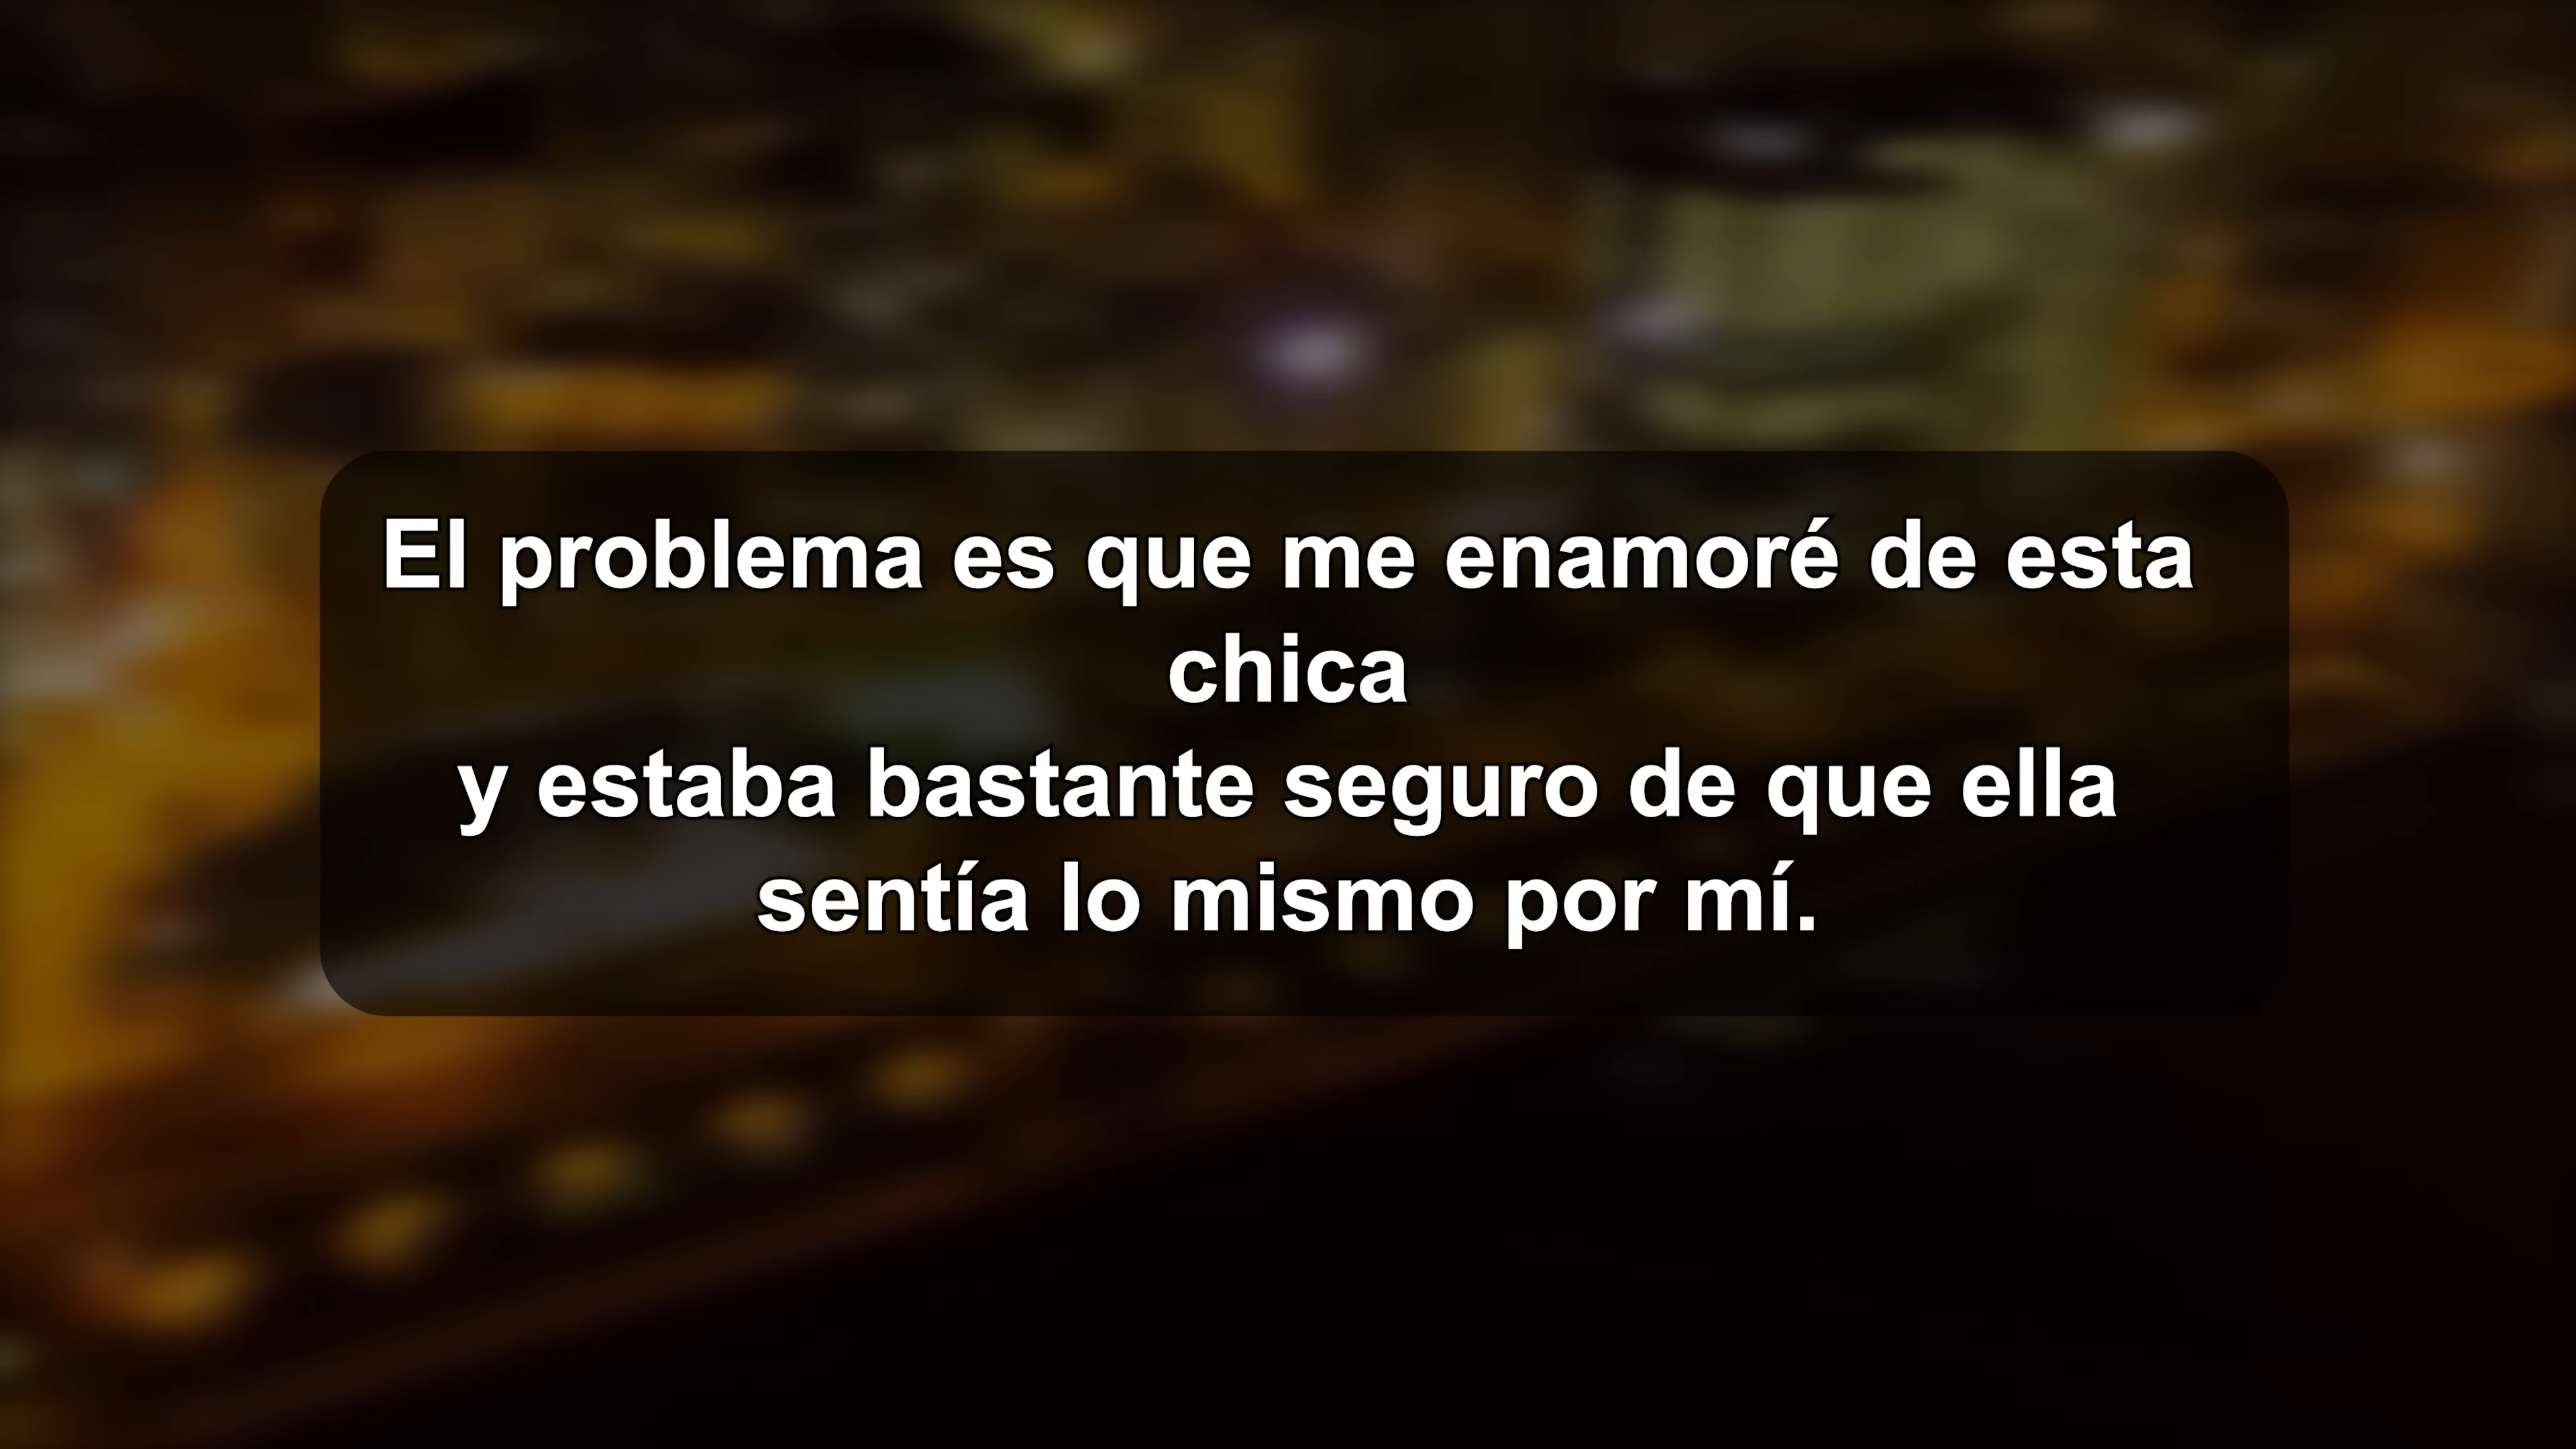 El problema es que me enamoré de esta
chica
y estaba bastante seguro de que ella
sentía lo mismo por mí.